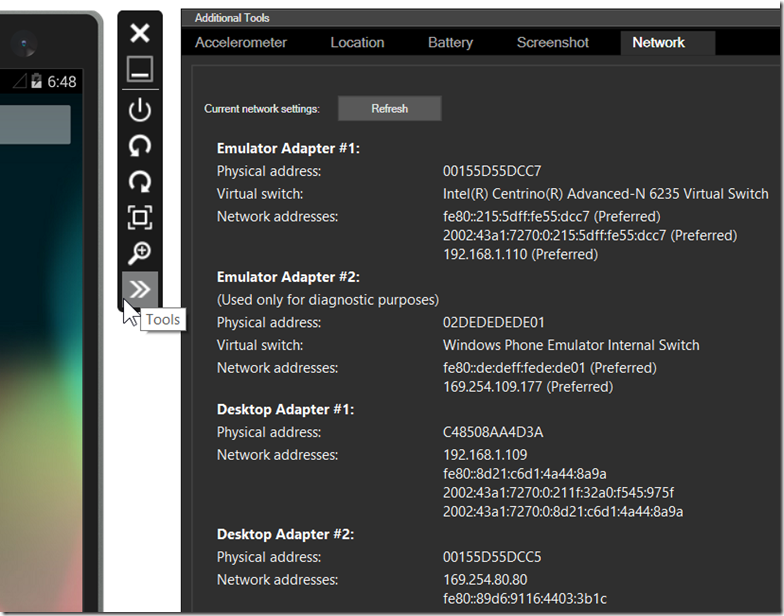 Additional Tools
Accelerometer Location Battery Screenshot Network
6:48
Current network settings: Refresh
Emulator Adapter #1:
Physical address: 00155D55DCC7
Virtual switch: Intel(R) Centrino(R) Advanced-N 6235 Virtual Switch
Network addresses: fe80::215:5dff:fe55:dcc7 (Preferred)
2002:43a1:7270:0:215:5dff:fe55:dcc7 (Preferred)
192.168.1.110 (Preferred)
Emulator Adapter #2:
(Used only for diagnostic purposes)
Physical address: 02DEDEDEDE01
Virtual switch: Windows Phone Emulator Internal Switch
Network addresses: fe80::de:deff:fede:de01 (Preferred)
169.254.109.177 (Preferred)
Tools
Desktop Adapter #1:
Physical address: C48508AA4D3A
Network addresses: 192.168.1.109
fe80::8d21:c6d1:4a44:8a9a
2002:43a1:7270:0:211f:32a0:f545:975f
2002:43a1:7270:0:8d21:c6d1:4a44:8a9a
Desktop Adapter #2:
Physical address: 00155D55DCC5
Network addresses: 169.254.80.80
fe80::89d6:9116:4403:3b1c